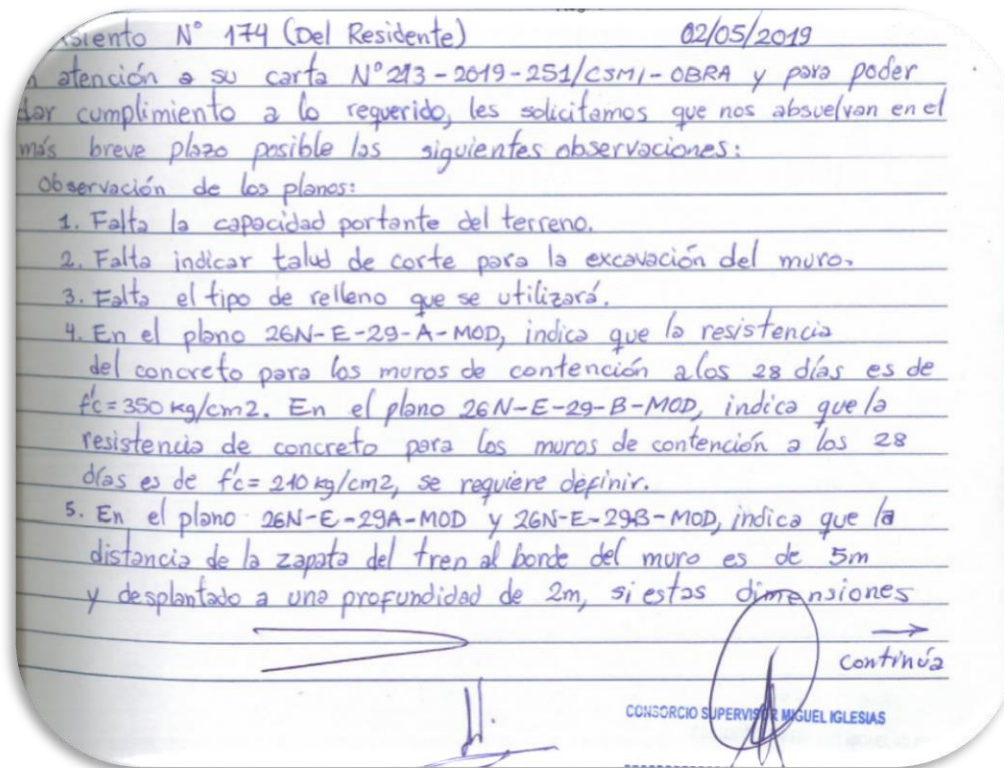 siento N° 174 (Del Residente) 02/05/2019
n atención a su carta N° 213-2019-251/CSMI-OBRA y para poder
dar cumplimiento a lo requerido, les solicitamos que nos absuelvan en el
más breve plazo posible las siguientes observaciones:
Observación de los planos:
1. Falta la capacidad portante del terreno.
2. Falta indicar talud de corte para la excavación del muro.
3. Falta el tipo de relleno que se utilizará.
4. En el plano 26N-E-29-A-MOD, indica que la resistencia
del concreto para los muros de contención a los 28 días es de
f'c=350 kg/cm2. En el plano 26N-E-29-B-MOD, indica que la
resistencia de concreto para los muros de contención a los 28
días es de f'c= 210 kg/cm2, se requiere definir.
5. En el plano 26N-E-29A-MOD y 26N-E-29B-MOD, indica que la
distancia de la zapata del tren al borde del muro es de 5m
y desplantado a una profundidad de 2m, si estas dimensiones
continúa
CONSORCIO SUPERVISOR MIGUEL IGLESIAS